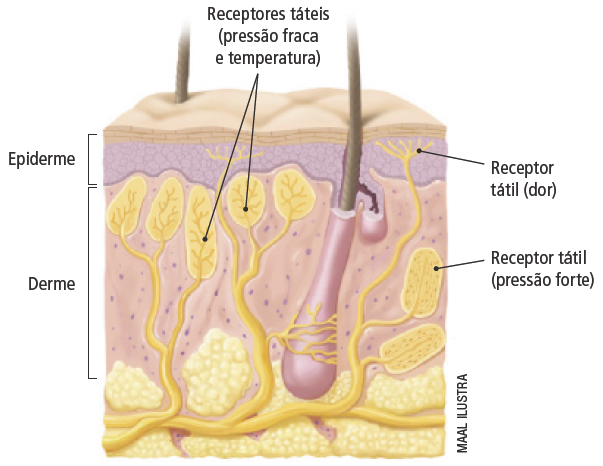 Receptores táteis
(pressão fraca
e temperatura)
Epiderme
Receptor
tátil (dor)
Receptor tátil
(pressão forte)
Derme
MAAL ILUSTRA